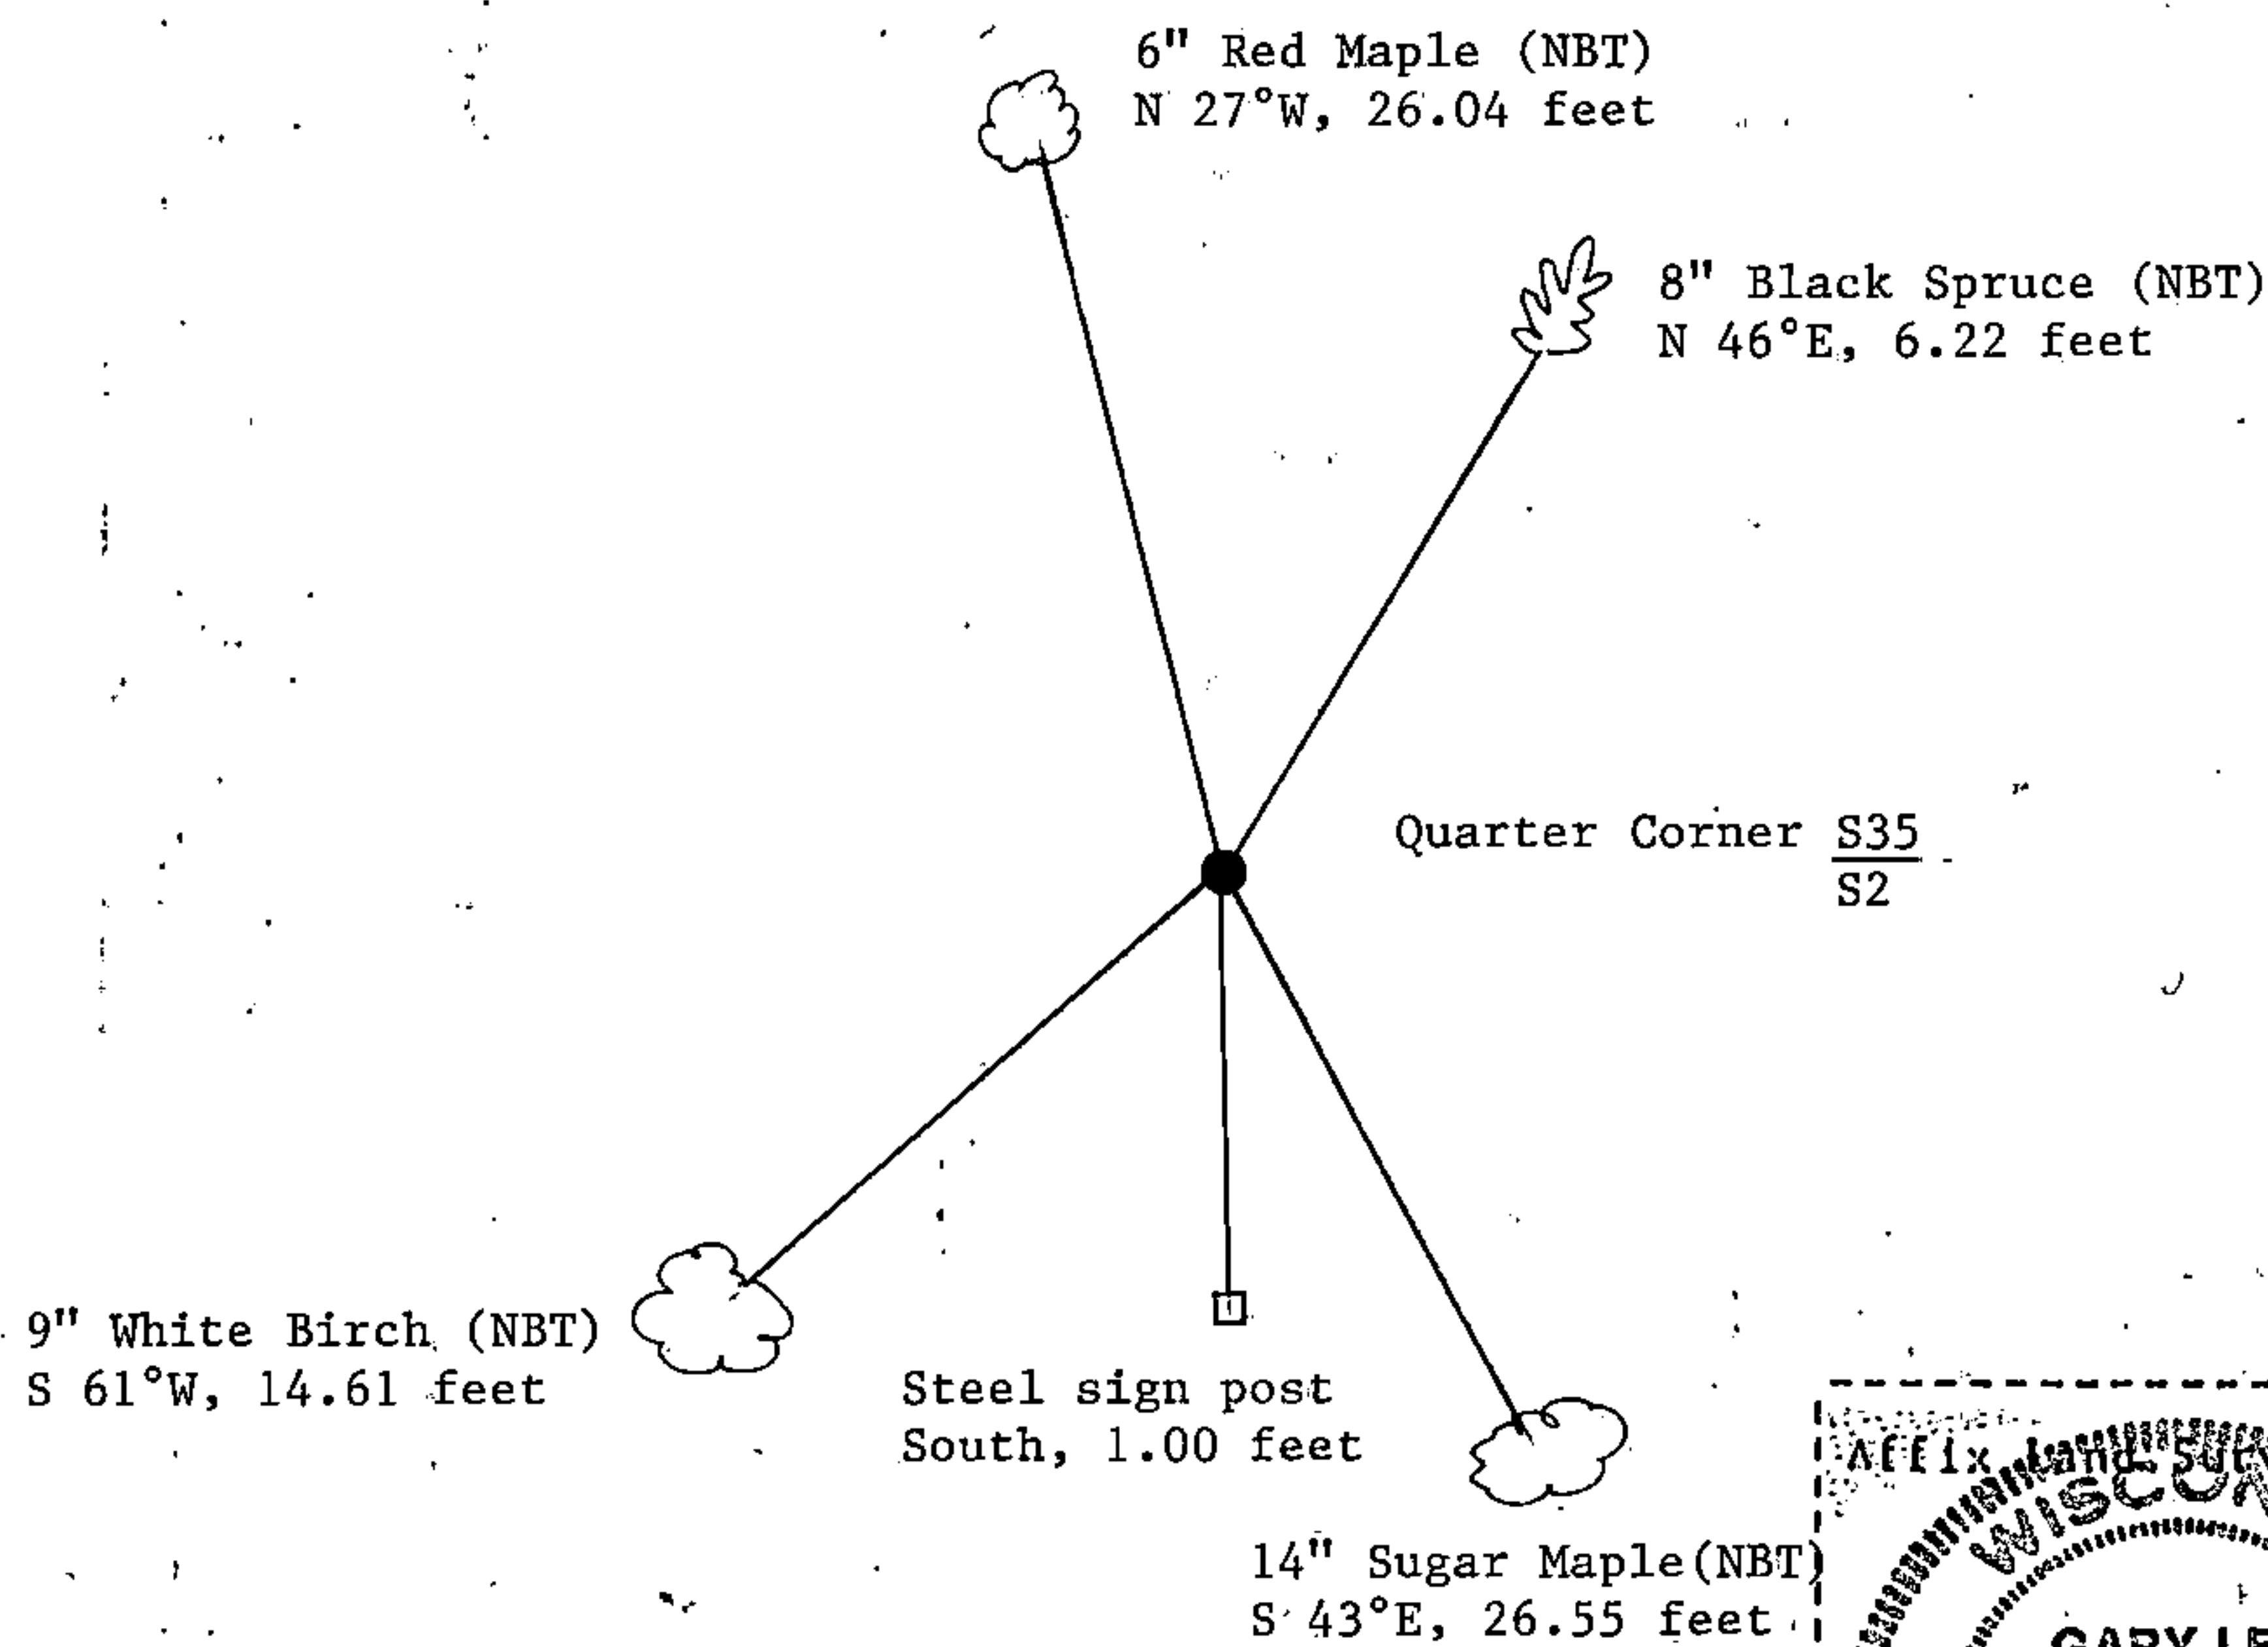 6" Red Maple (NBT)
N 27°W, 26.04 feet
8" Black Spruce (NBT)
N 46°E, 6.22 feet
Quarter Corner S35
S2
9" White Birch (NBT)
S 61°W, 14.61 feet
Steel sign post
South, 1.00 feet
Affix Land
14" Sugar Maple(NBT)
S 43°E, 26.55 feet
GARY